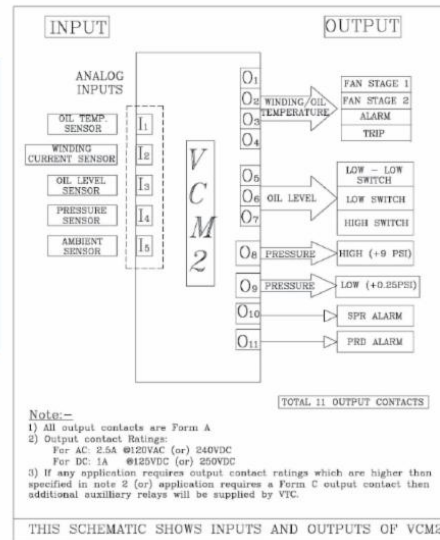 INPUT
OUTPUT
ANALOG
INPUTS
OIL TEMP.
SENSOR
I1
WINDING
CURRENT SENSOR
I2
OIL LEVEL
SENSOR
I3
PRESSURE
SENSOR
I4
AMBIENT
SENSOR
I5
VCM2
O1
O2
O3
O4
WINDING/OIL
TEMPERATURE
FAN STAGE 1
FAN STAGE 2
ALARM
TRIP
O5
O6
O7
OIL LEVEL
LOW - LOW
SWITCH
LOW SWITCH
HIGH SWITCH
O8
PRESSURE
HIGH (+9 PSI)
O9
PRESSURE
LOW (+0.25PSI)
O10
SPR ALARM
O11
PRD ALARM
TOTAL 11 OUTPUT CONTACTS
Note:-
1) All output contacts are Form A
2) Output contact Ratings:
For AC: 2.5A @120VAC (or) 240VDC
For DC: 1A @125VDC (or) 250VDC
3) If any application requires output contact ratings which are higher than
specified in note 2 (or) application requires a Form C output contact then
additional auxilliary relays will be supplied by VTC.
THIS SCHEMATIC SHOWS INPUTS AND OUTPUTS OF VCM2